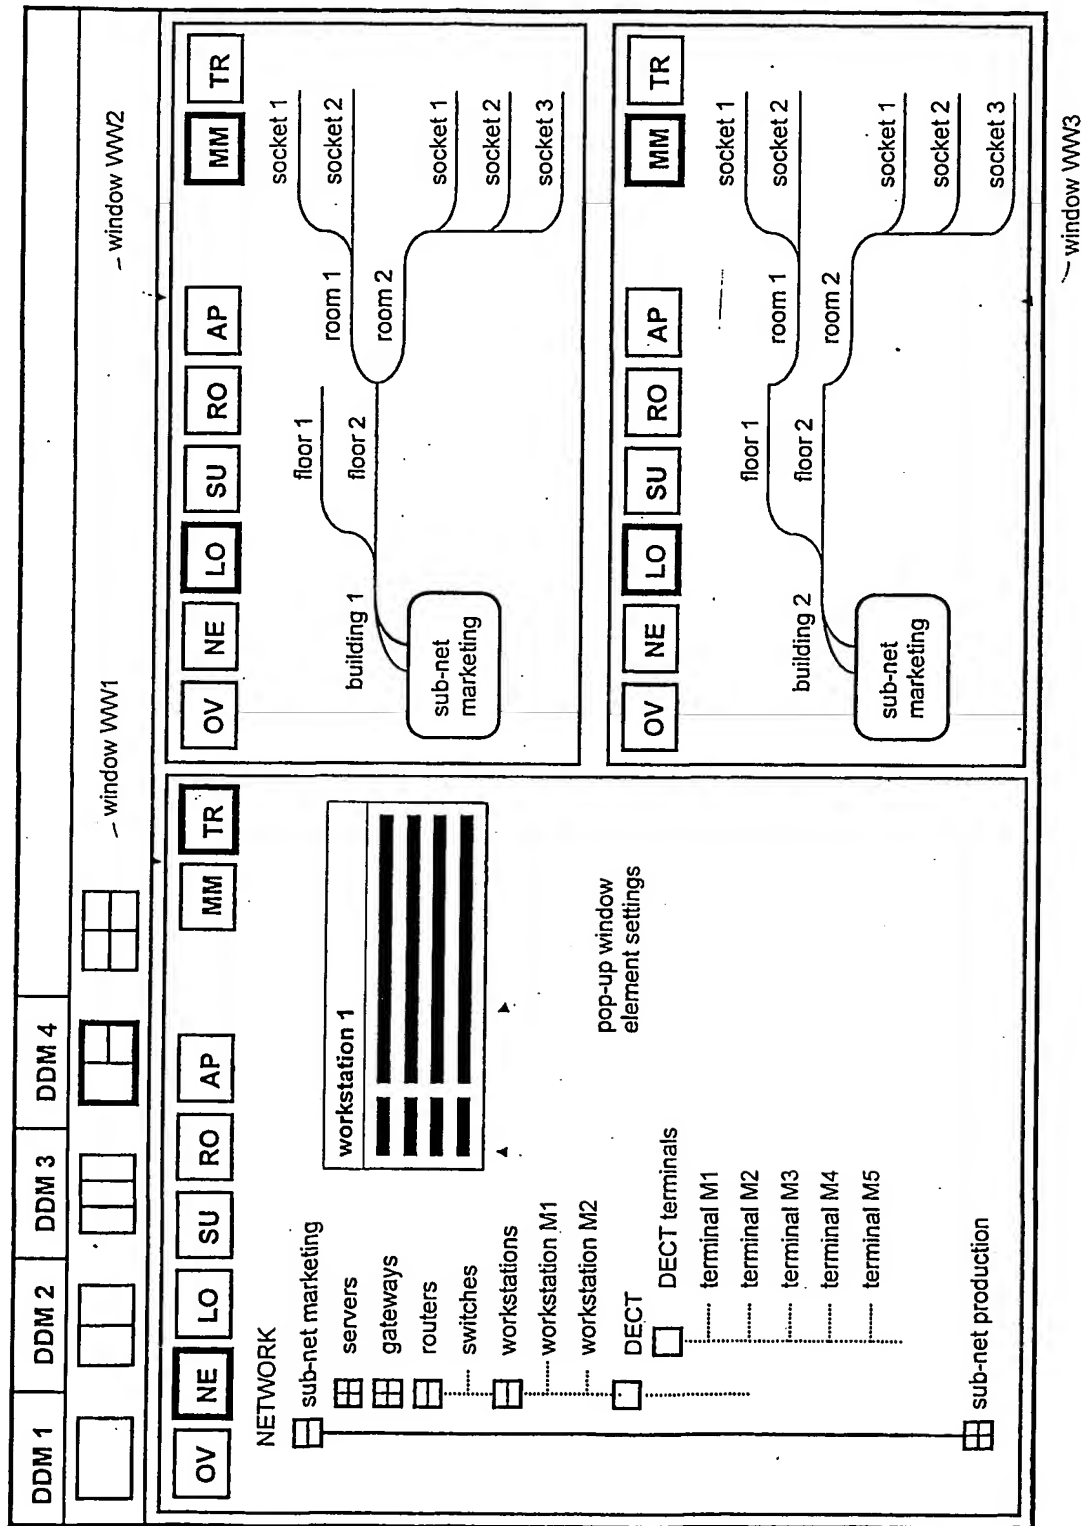 DDM 1
DDM 2
DDM 3
DDM 4
window WW1
window WW2
OV
NE
LO
SU
RO
AP
MM
TR
NETWORK
sub-net marketing
servers
gateways
routers
switches
workstations
workstation M1
workstation M2
DECT
DECT terminals
terminal M1
terminal M2
terminal M3
terminal M4
terminal M5
sub-net production
workstation 1
pop-up window
element settings
OV
NE
LO
SU
RO
AP
MM
TR
building 1
sub-net
marketing
floor 1
floor 2
room 1
room 2
socket 1
socket 2
socket 1
socket 2
socket 3
OV
NE
LO
SU
RO
AP
MM
TR
building 2
sub-net
marketing
floor 1
floor 2
room 1
room 2
socket 1
socket 2
socket 1
socket 2
socket 3
window WW3